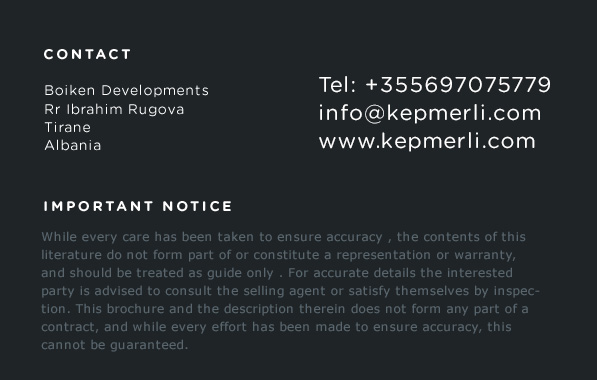 CONTACT
Boiken Developments
Rr Ibrahim Rugova
Tirane
Albania
Tel: +355697075779
info@kepmerli.com
www.kepmerli.com
IMPORTANT NOTICE
While every care has been taken to ensure accuracy , the contents of this
literature do not form part of or constitute a representation or warranty,
and should be treated as guide only . For accurate details the interested
party is advised to consult the selling agent or satisfy themselves by inspec-
tion. This brochure and the description therein does not form any part of a
contract, and while every effort has been made to ensure accuracy, this
cannot be guaranteed.